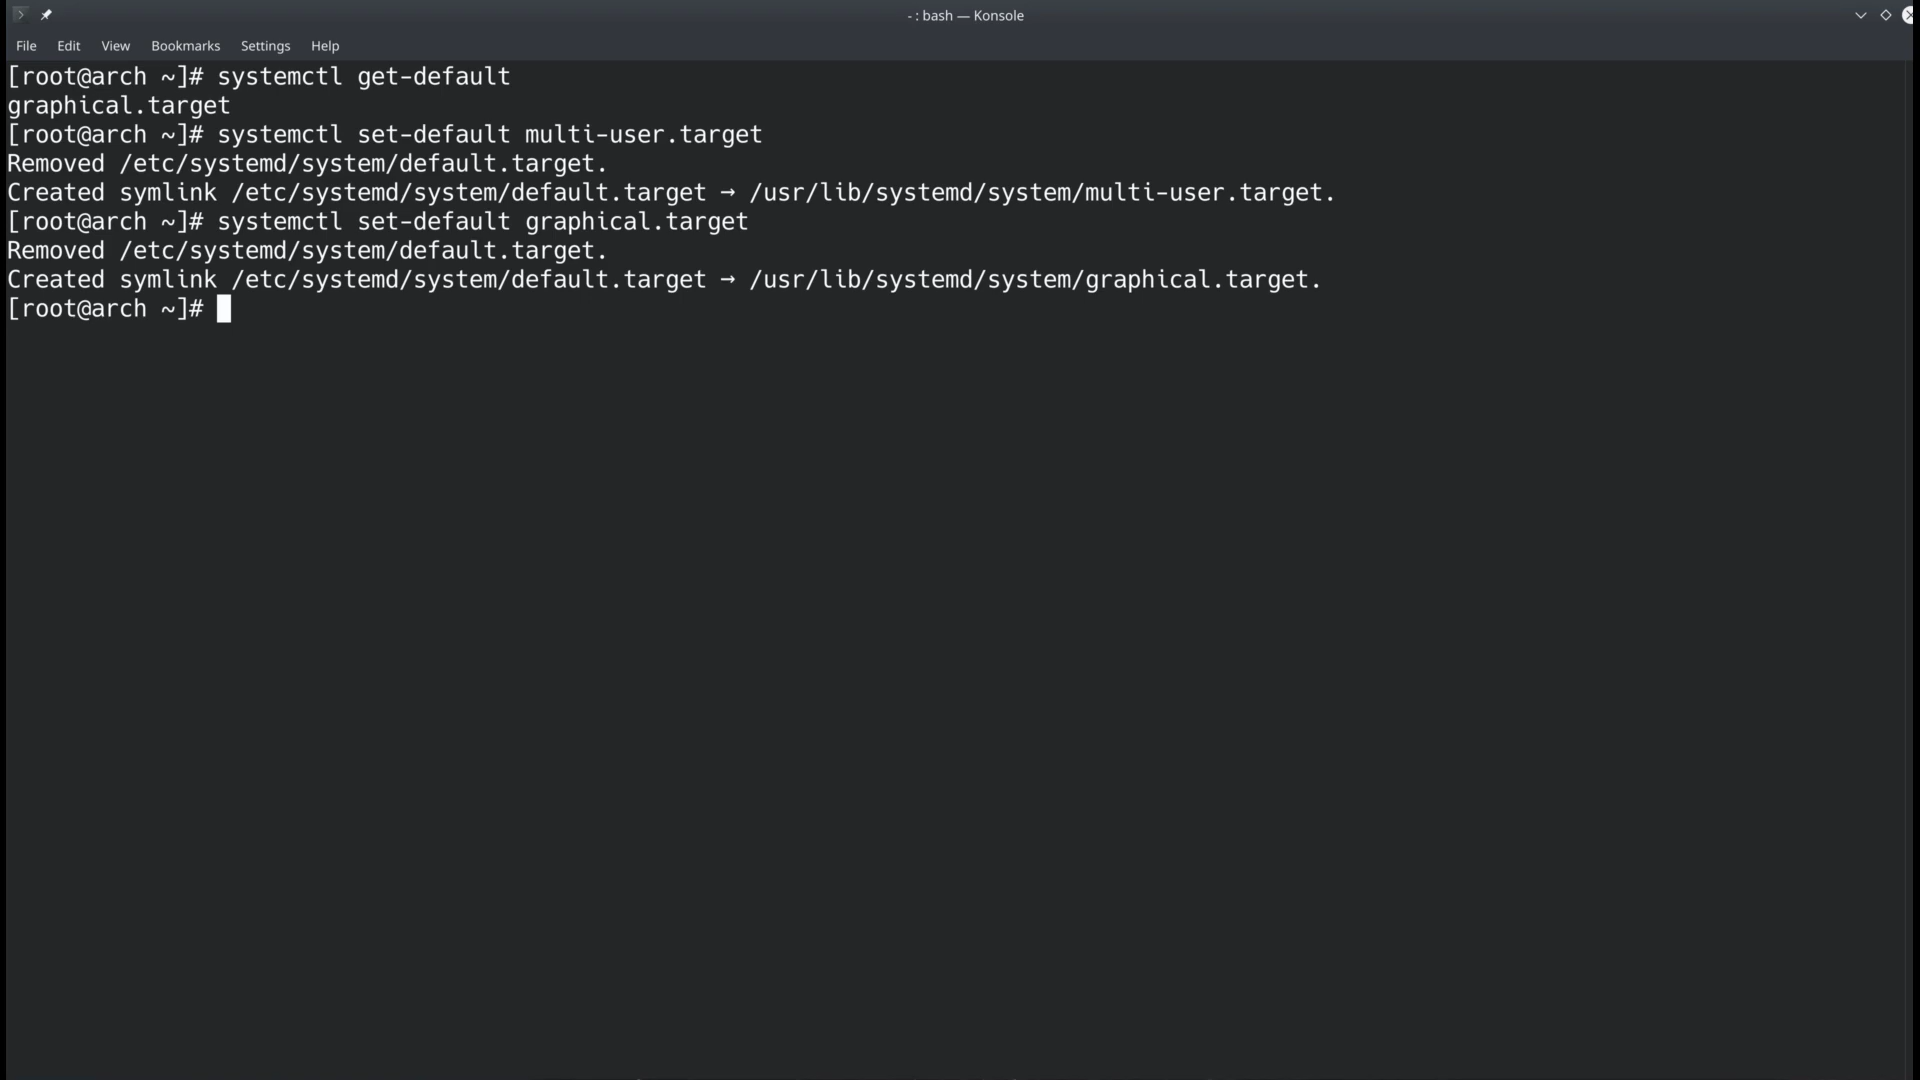 - : bash — Konsole
File Edit View Bookmarks Settings Help
[root@arch ~]# systemctl get-default
graphical.target
[root@arch ~]# systemctl set-default multi-user.target
Removed /etc/systemd/system/default.target.
Created symlink /etc/systemd/system/default.target → /usr/lib/systemd/system/multi-user.target.
[root@arch ~]# systemctl set-default graphical.target
Removed /etc/systemd/system/default.target.
Created symlink /etc/systemd/system/default.target → /usr/lib/systemd/system/graphical.target.
[root@arch ~]#